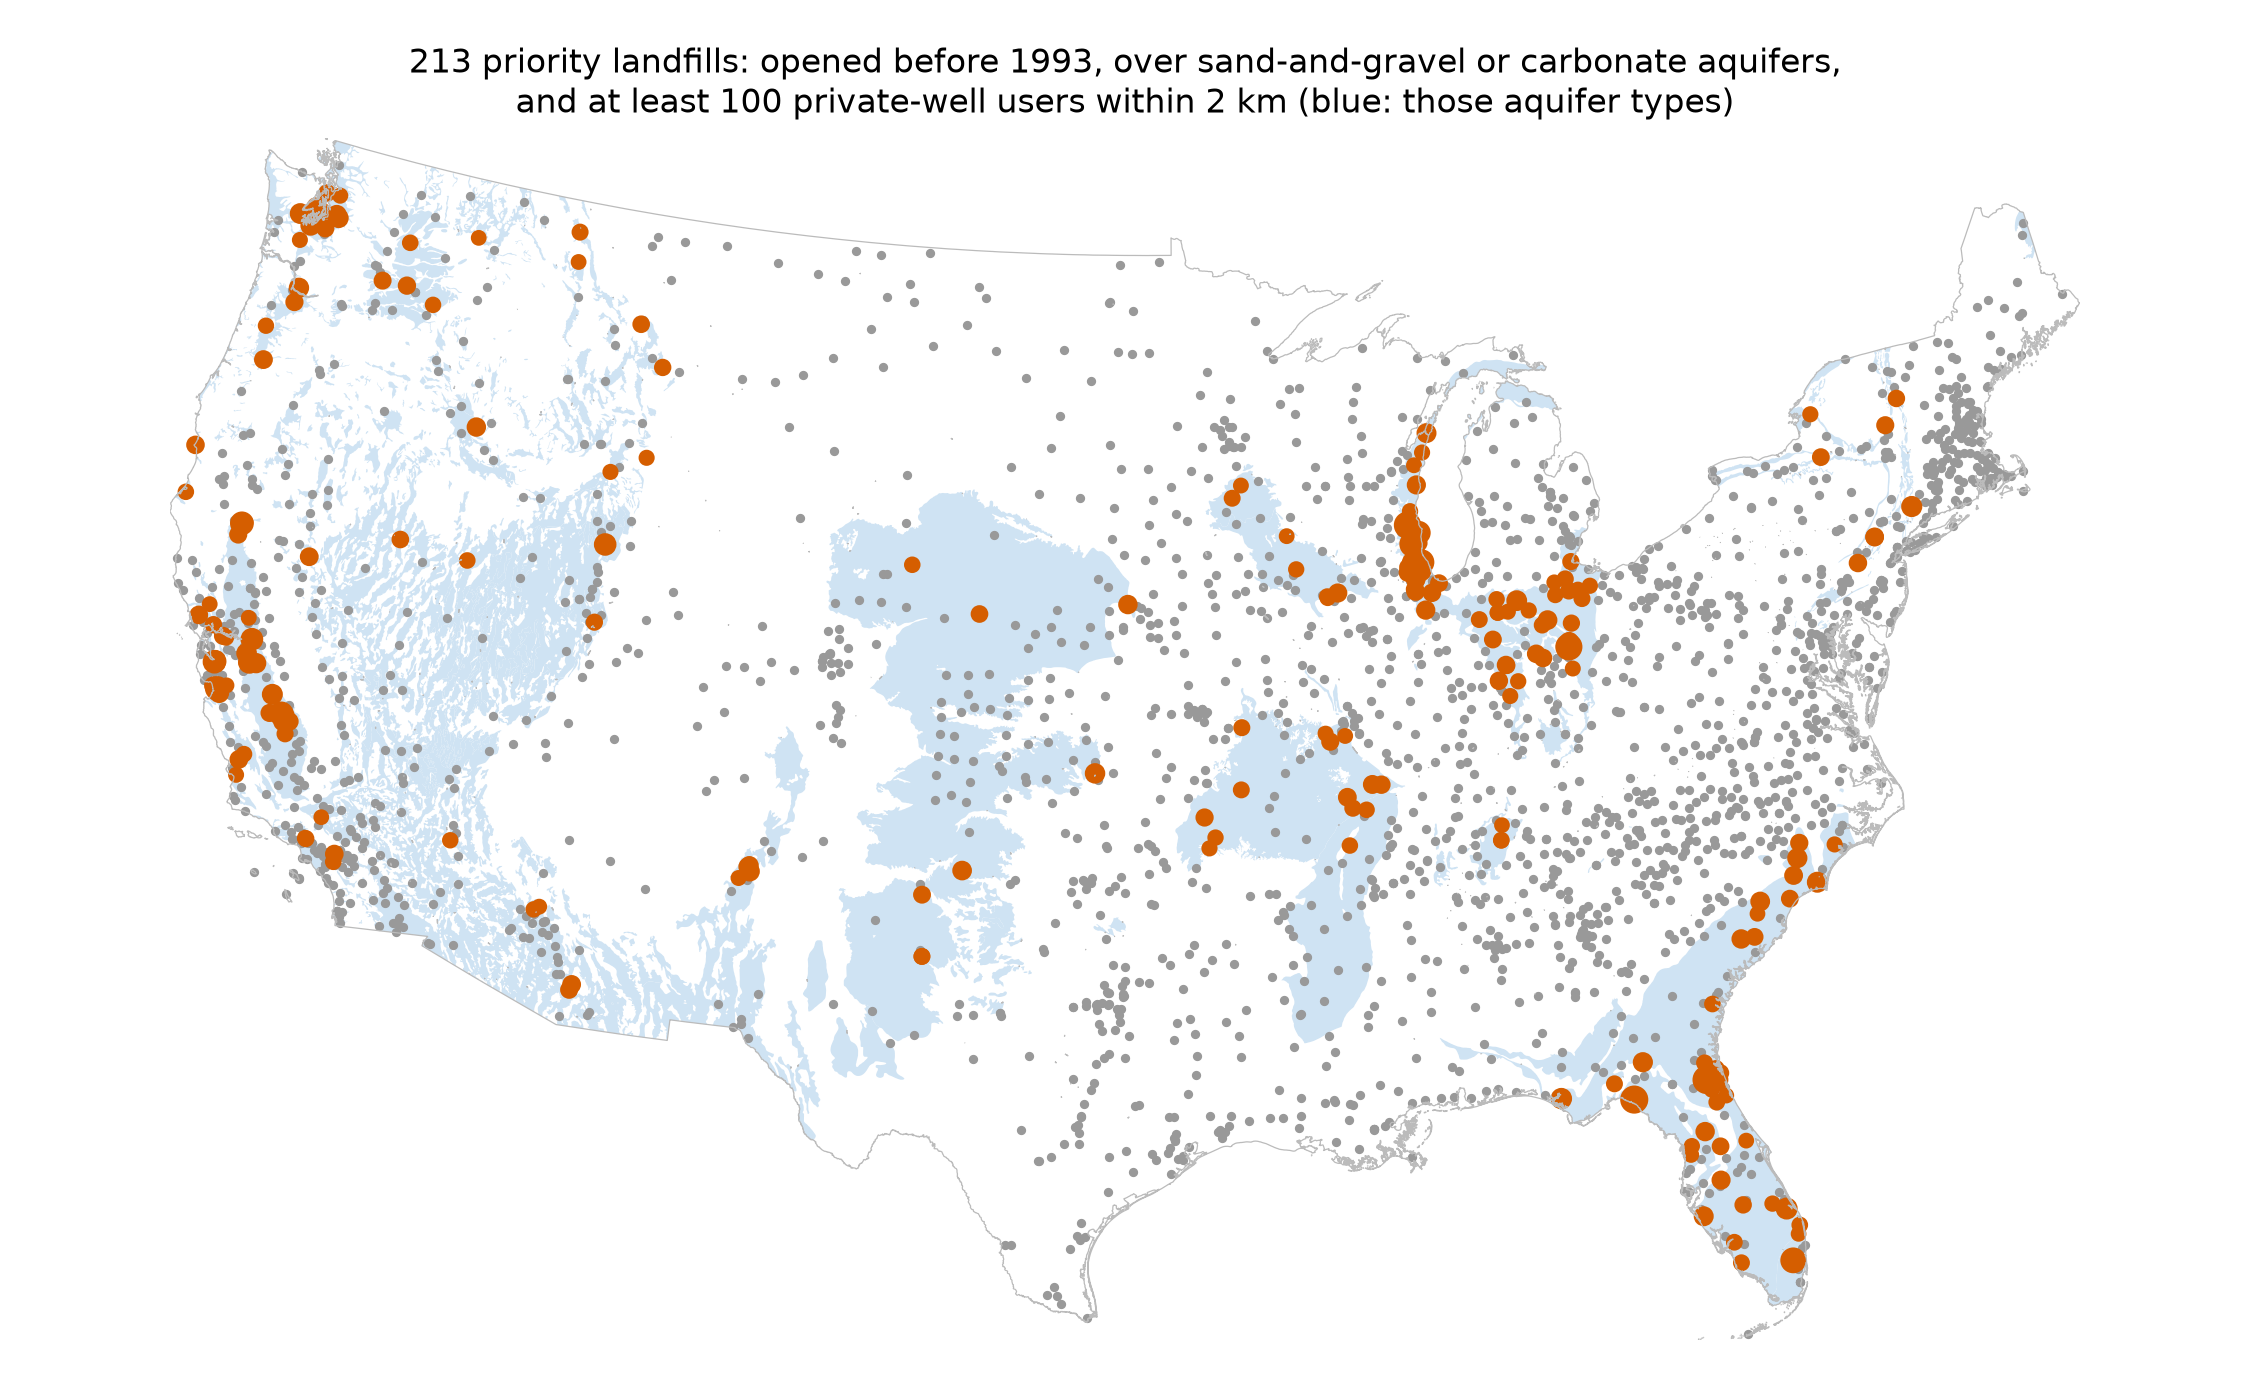 213 priority landfills: opened before 1993, over sand-and-gravel or carbonate aquifers,
and at least 100 private-well users within 2 km (blue: those aquifer types)